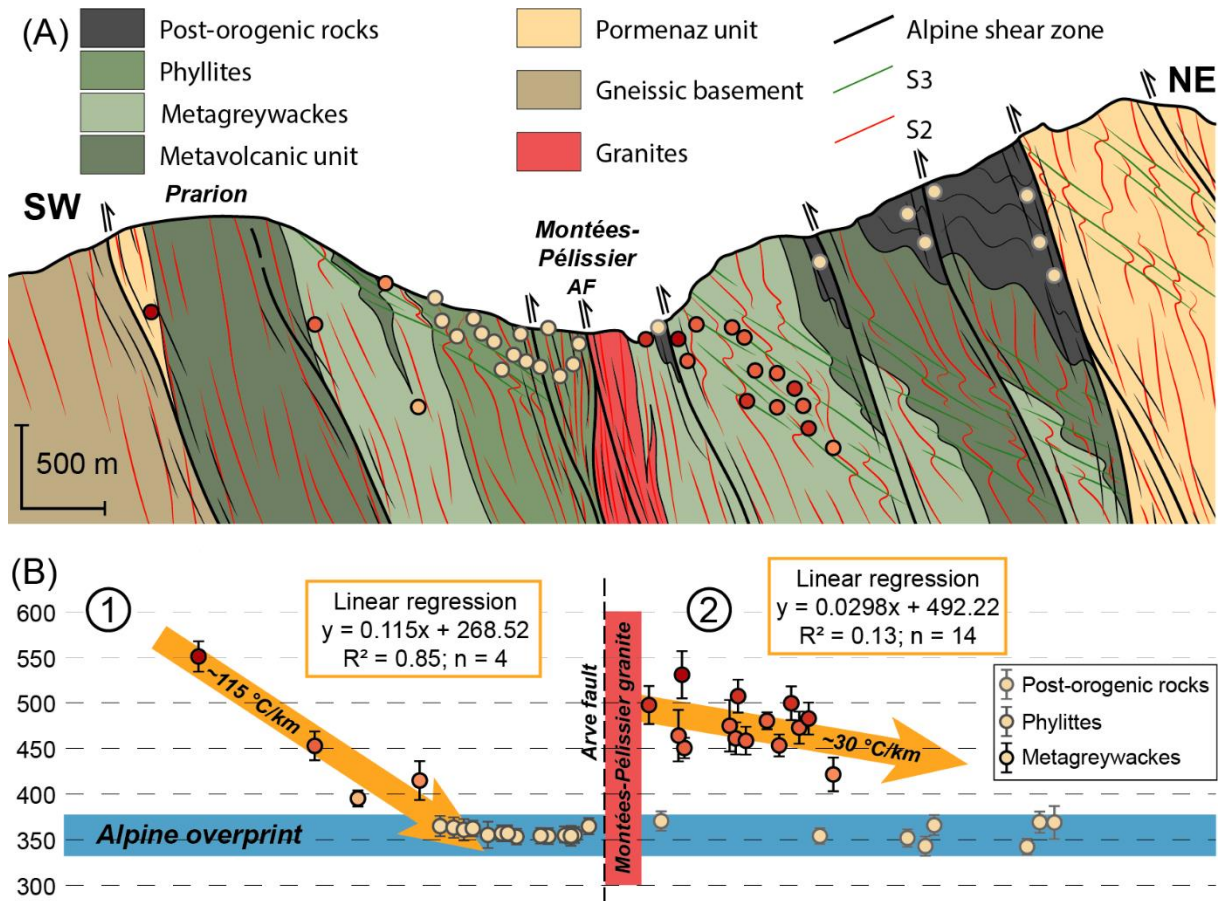 (A)
Post-orogenic rocks
Phyllites
Metagreywackes
Metavolcanic unit
Pormenaz unit
Gneissic basement
Granites
Alpine shear zone
S3
S2
NE
SW
Prarion
Montées-
Pélissier
AF
500 m
(B)
600
550
500
450
400
350
300
1
Linear regression
y = 0.115x + 268.52
R² = 0.85; n = 4
~115 °C/km
Alpine overprint
Arve fault
Montées-Pélissier granite
2
Linear regression
y = 0.0298x + 492.22
R² = 0.13; n = 14
~30 °C/km
Post-orogenic rocks
Phylittes
Metagreywackes